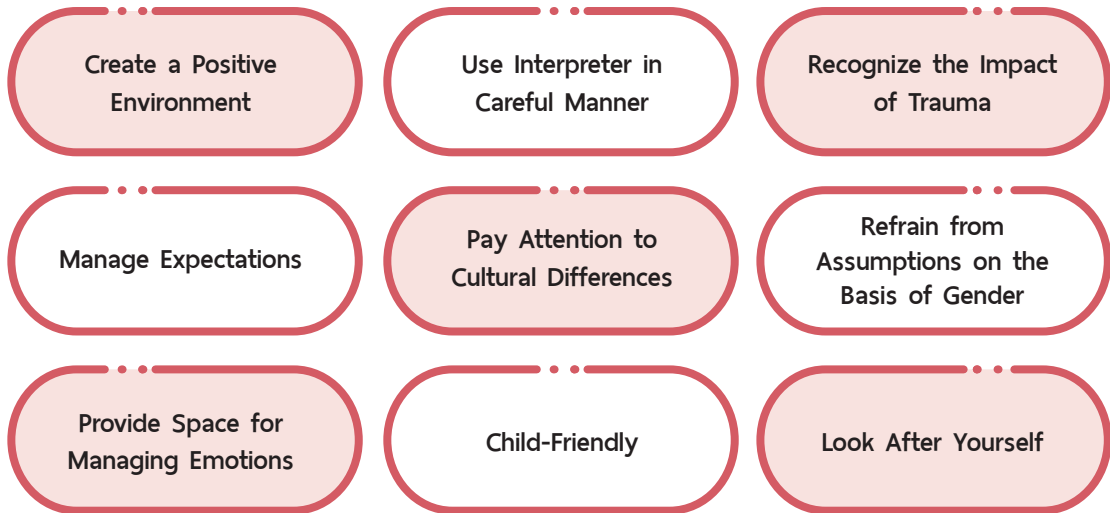 Create a Positive
Environment
Use Interpreter in
Careful Manner
Recognize the Impact
of Trauma
Manage Expectations
Pay Attention to
Cultural Differences
Refrain from
Assumptions on the
Basis of Gender
Provide Space for
Managing Emotions
Child-Friendly
Look After Yourself